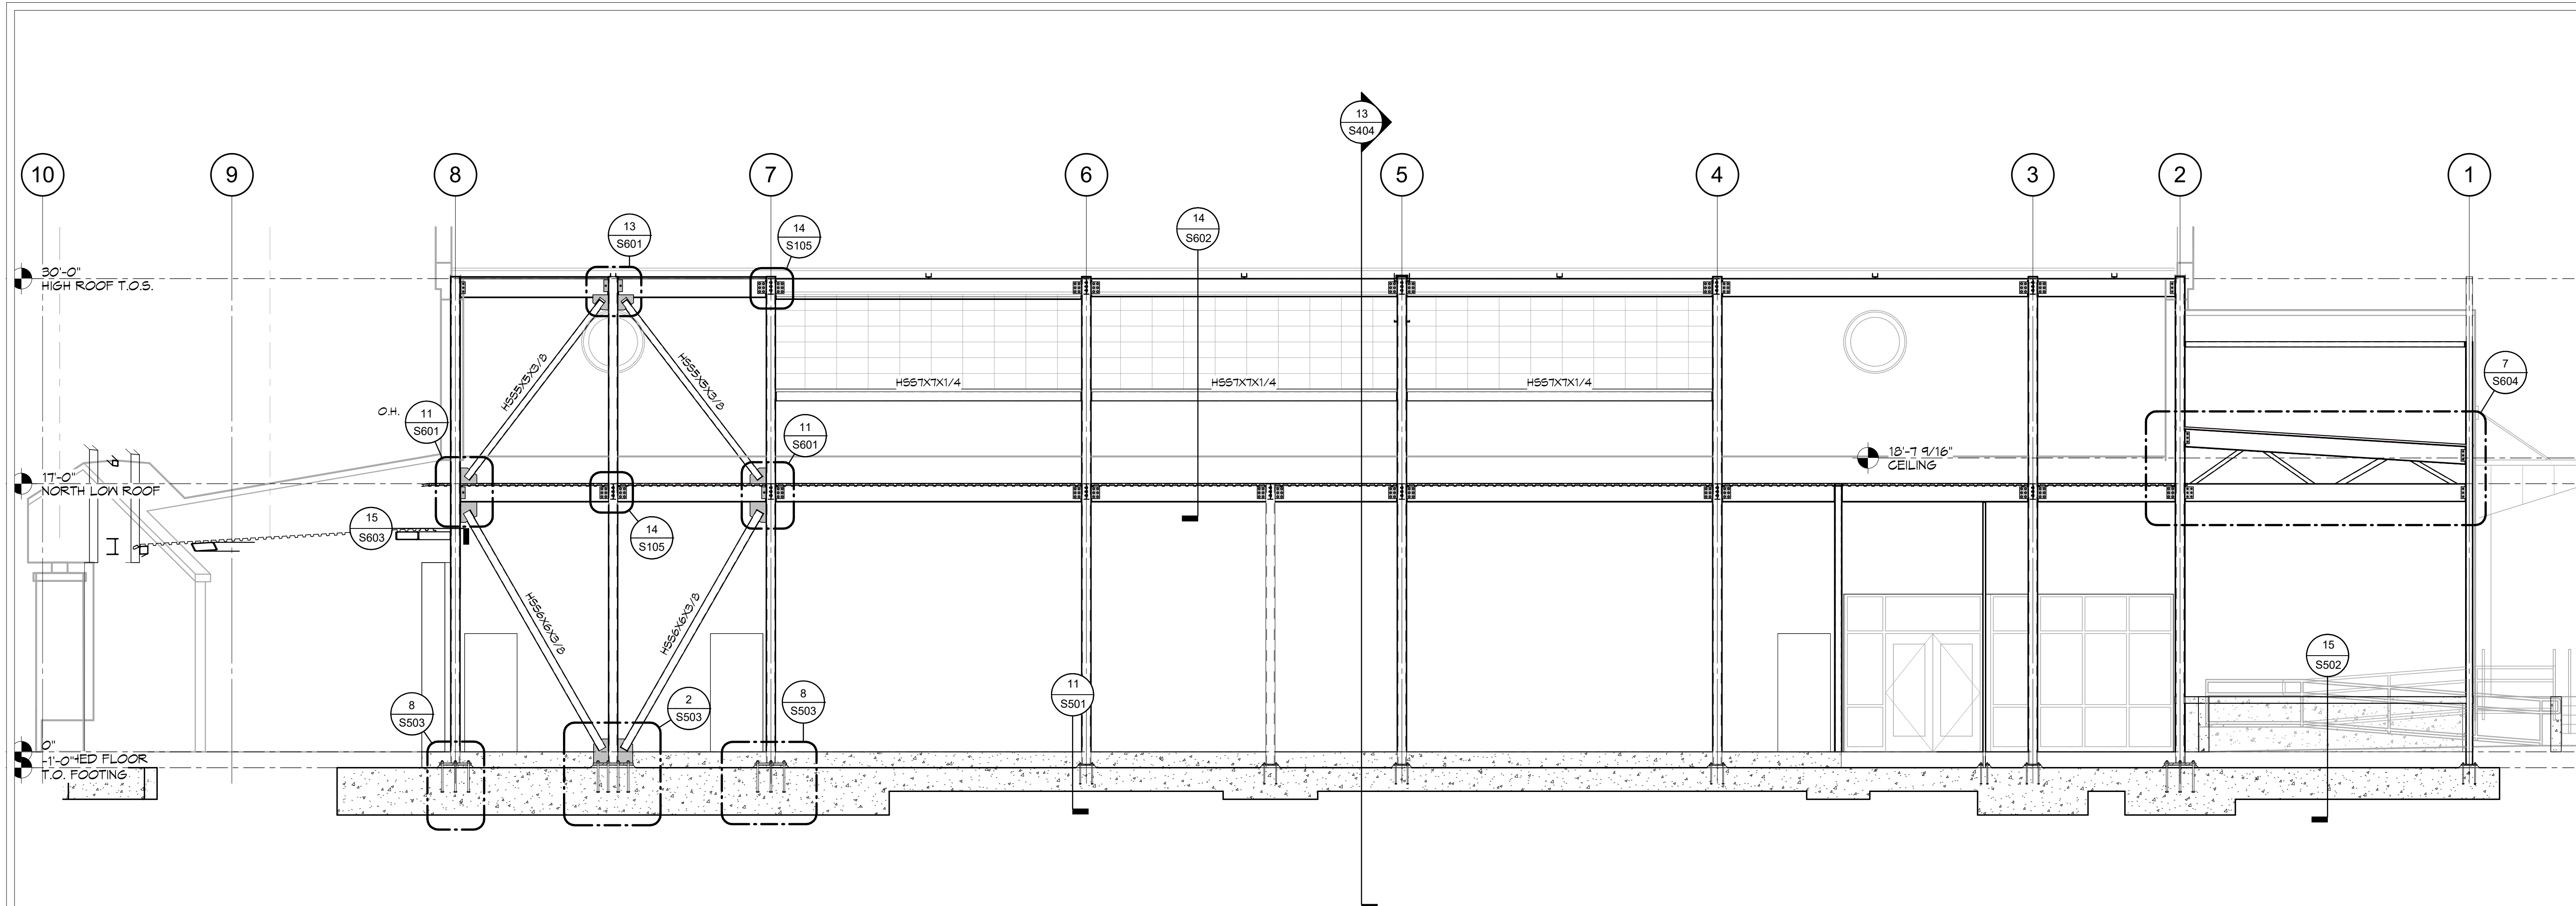 13
S404
10
9
8
7
6
5
4
3
2
1
13
S601
14
S105
14
S602
30'-0"
HIGH ROOF T.O.S.
HSS5X5X3/8
HSS5X5X3/8
HSS7X7X1/4
HSS7X7X1/4
HSS7X7X1/4
7
S604
O.H.
11
S601
11
S601
18'-7 9/16"
CEILING
17'-0"
NORTH LOW ROOF
15
S603
14
S105
HSS6X6X3/8
HSS6X6X3/8
15
S502
8
S503
2
S503
8
S503
11
S501
0"
-1'-0"HED FLOOR
T.O. FOOTING